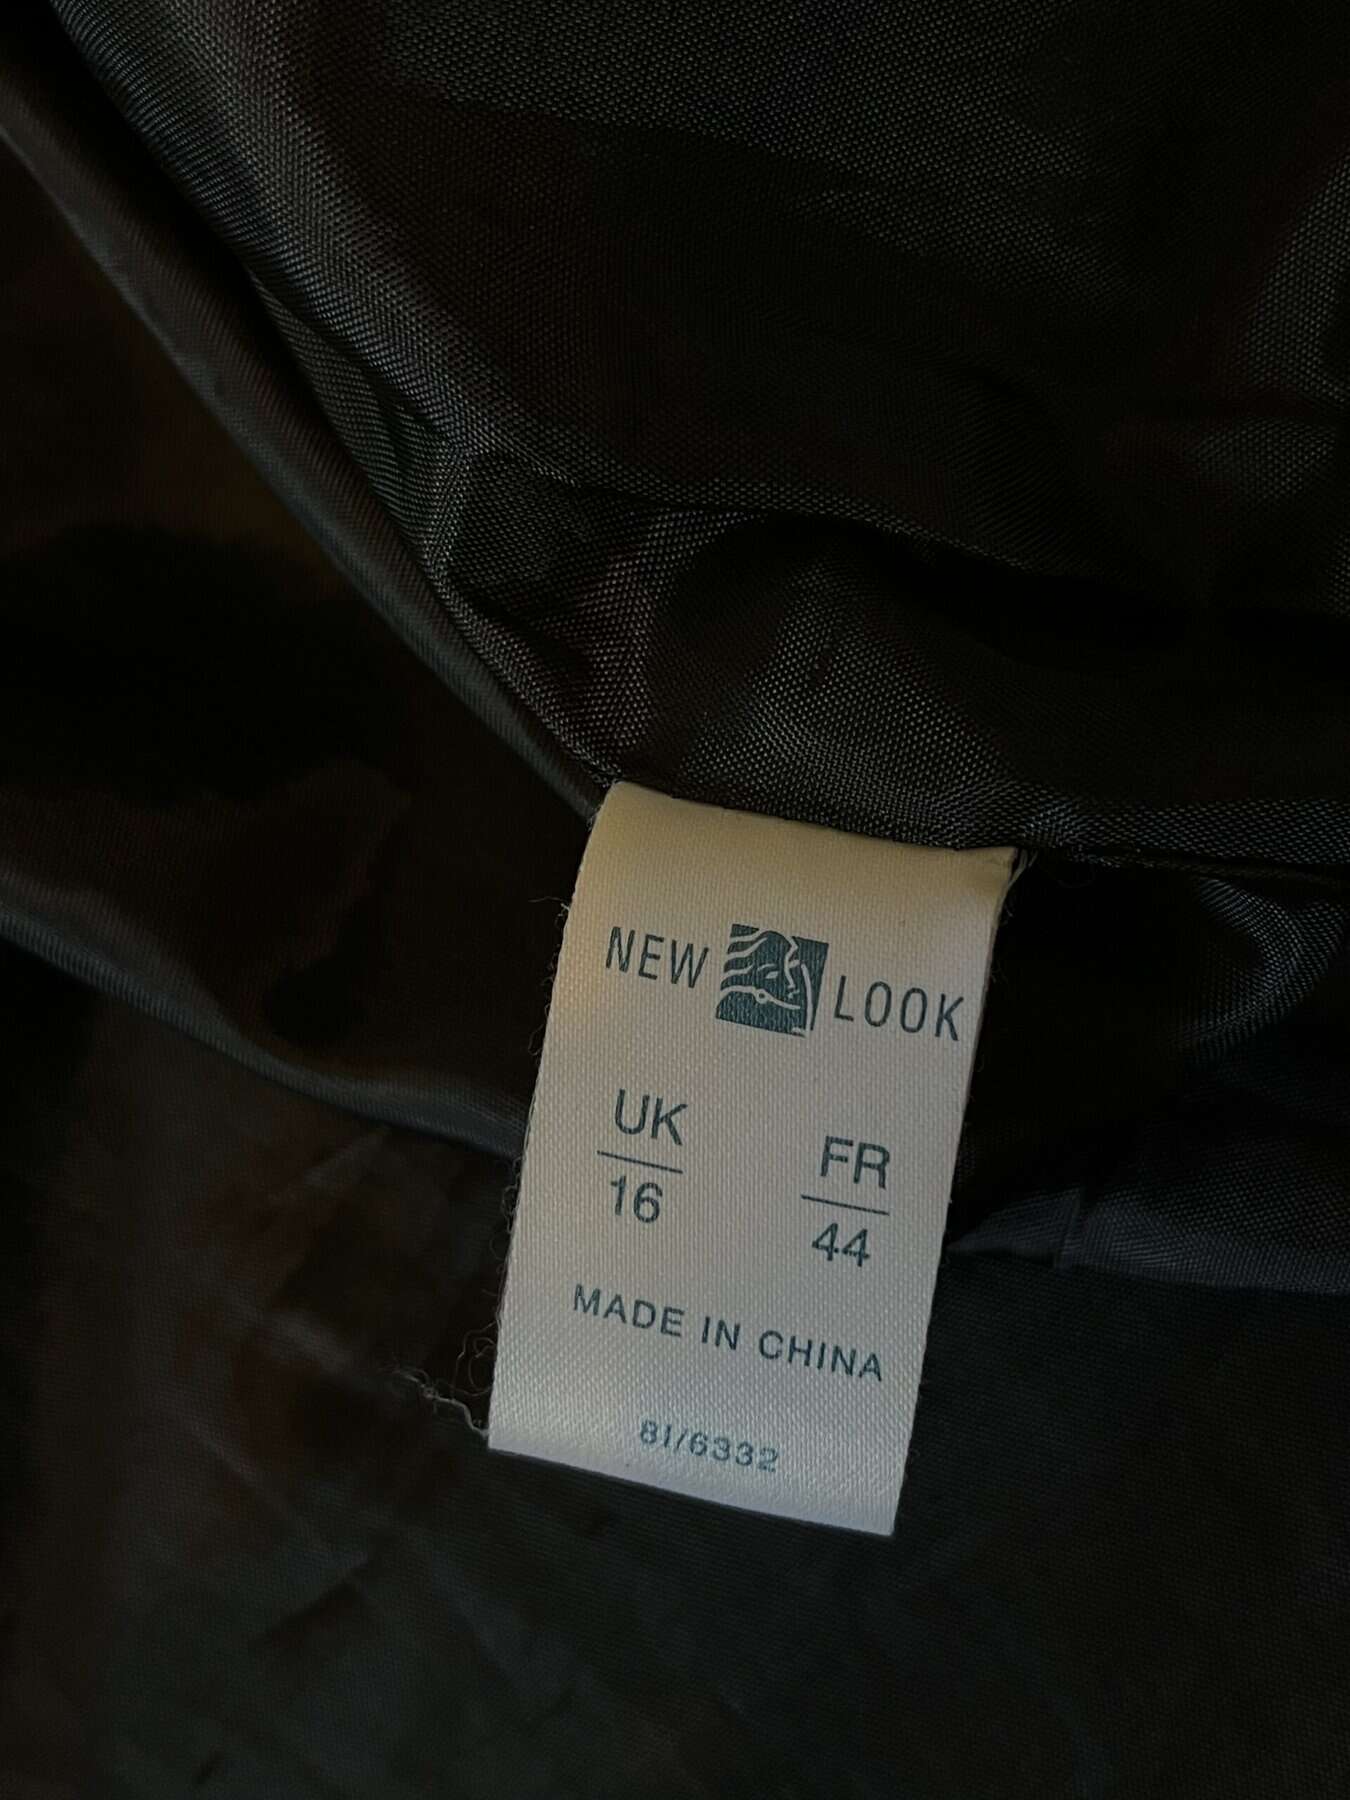 NEW LOOK
UK FR
16 44
MADE IN CHINA
81/6332